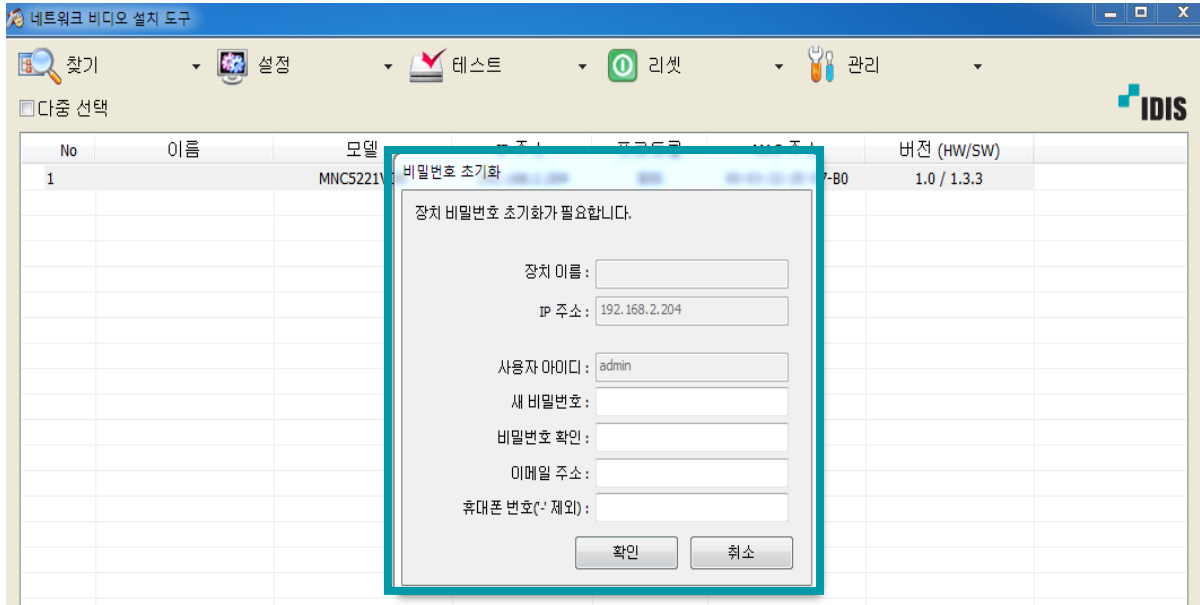 네트워크 비디오 설치 도구
찾기 설정 테스트 리셋 관리
다중 선택
IDIS
No 이름 모델 버전 (HW/SW)
1 7-B0 1.0 / 1.3.3
비밀번호 초기화
장치 비밀번호 초기화가 필요합니다.
장치 이름 :
IP 주소 : 192.168.2.204
사용자 아이디 : admin
새 비밀번호 :
비밀번호 확인 :
이메일 주소 :
휴대폰 번호('-' 제외) :
확인 취소